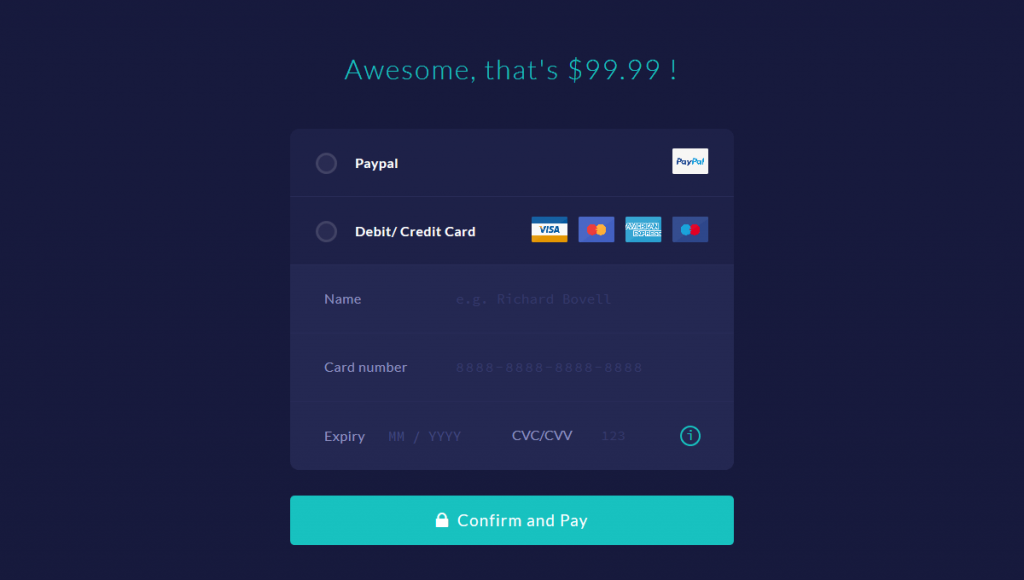 Awesome, that's $99.99 !
Paypal PayPal
Debit/ Credit Card VISA AMERICAN EXPRESS
Name e.g. Richard Bovell
Card number 8888-8888-8888-8888
Expiry MM / YYYY CVC/CVV 123 i
Confirm and Pay